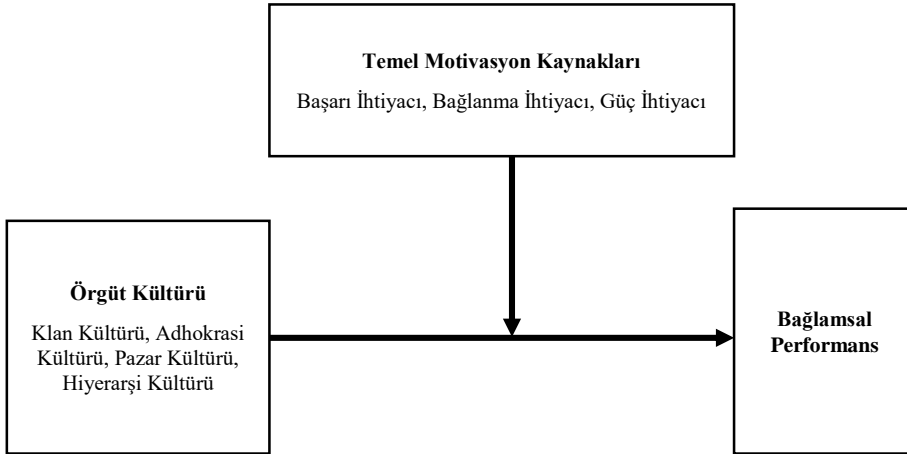 Temel Motivasyon Kaynakları
Başarı İhtiyacı, Bağlanma İhtiyacı, Güç İhtiyacı
Örgüt Kültürü
Klan Kültürü, Adhokrasi
Kültürü, Pazar Kültürü,
Hiyerarşi Kültürü
Bağlamsal
Performans